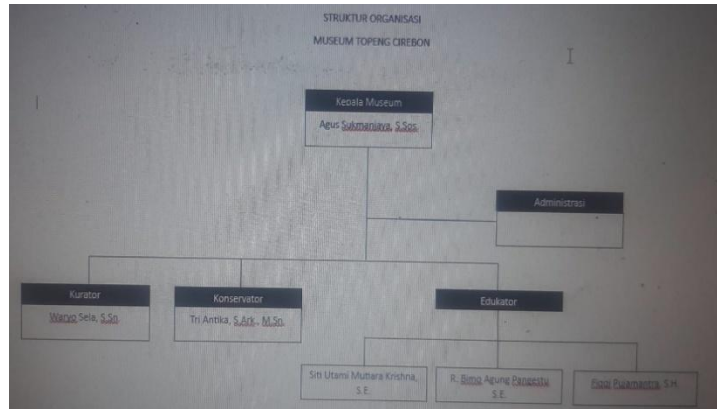 STRUKTUR ORGANISASI
MUSEUM TOPENG CIREBON
Kepala Museum
Agus Sukmanjaya, S.Sos.
Administrasi
Kurator
Waryo Sela, S.Sn.
Konservator
Tri Antika, S.Ark., M.Sn.
Edukator
Siti Utami Mutiara Krishna,
S.E.
R. Bimo Agung Pangestu
S.E.
Pujamantra, S.H.